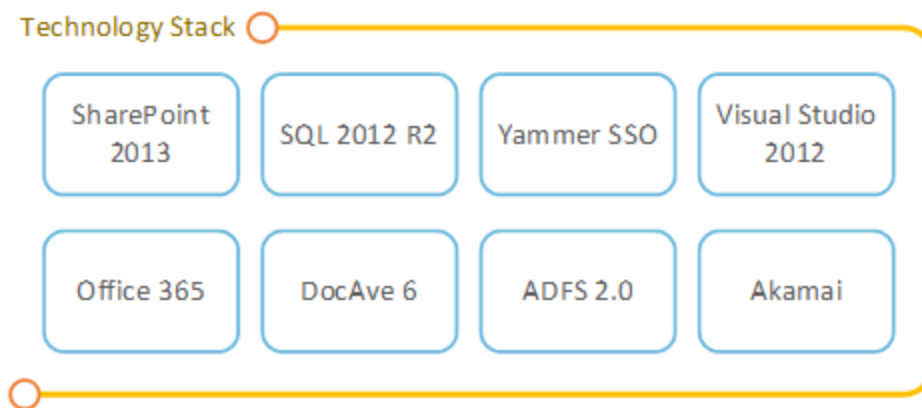 Technology Stack
SharePoint
2013
SQL 2012 R2
Yammer SSO
Visual Studio
2012
Office 365
DocAve 6
ADFS 2.0
Akamai